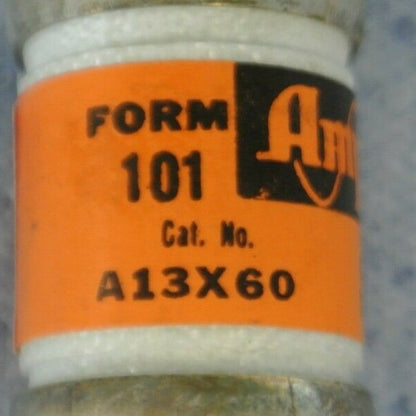 FORM
101
Cat. No.
A13X60